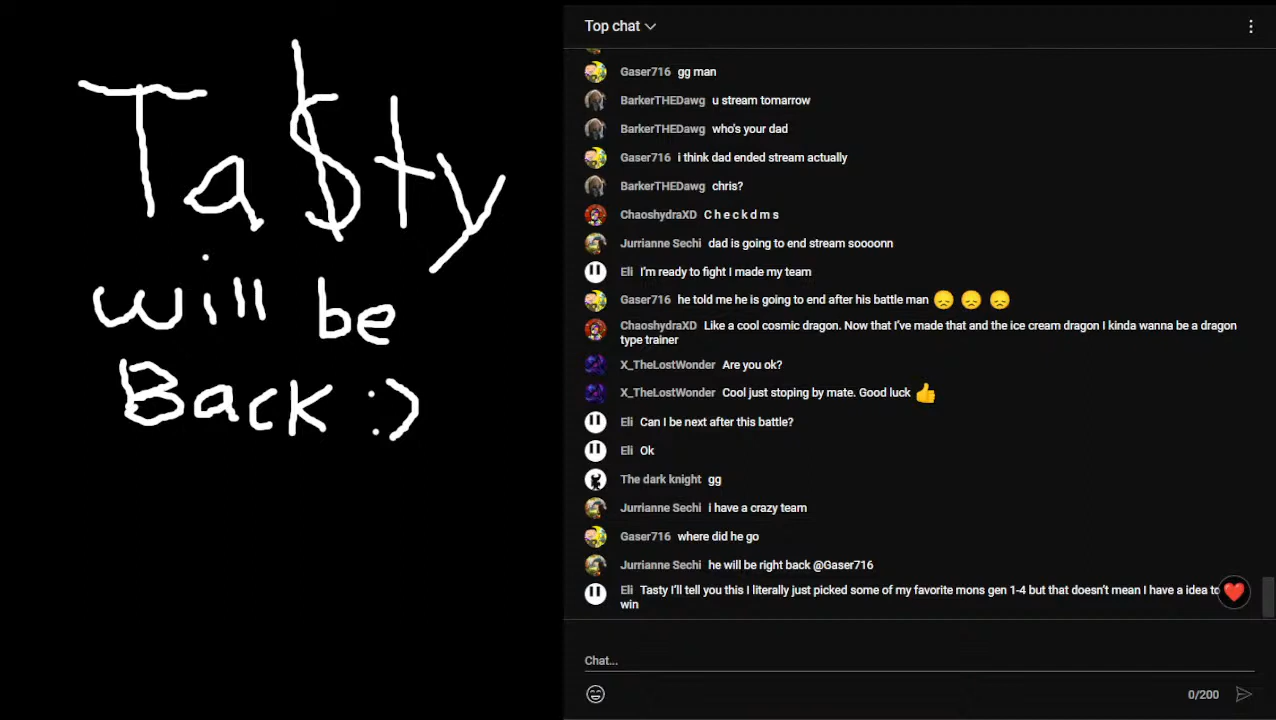 Ta$ty
will be
Back :)
Top chat
Gaser716 gg man
BarkerTHEDawg u stream tomarrow
BarkerTHEDawg who's your dad
Gaser716 i think dad ended stream actually
BarkerTHEDawg chris?
ChaoshydraXD C h e c k d m s
Jurrianne Sechi dad is going to end stream soooonn
Eli I'm ready to fight I made my team
Gaser716 he told me he is going to end after his battle man 😞 😞 😞
ChaoshydraXD Like a cool cosmic dragon. Now that I've made that and the ice cream dragon I kinda wanna be a dragon
type trainer
X_TheLostWonder Are you ok?
X_TheLostWonder Cool just stoping by mate. Good luck 👍
Eli Can I be next after this battle?
Eli Ok
The dark knight gg
Jurrianne Sechi i have a crazy team
Gaser716 where did he go
Jurrianne Sechi he will be right back @Gaser716
Eli Tasty I'll tell you this I literally just picked some of my favorite mons gen 1-4 but that doesn't mean I have a idea to
win
Chat...
0/200